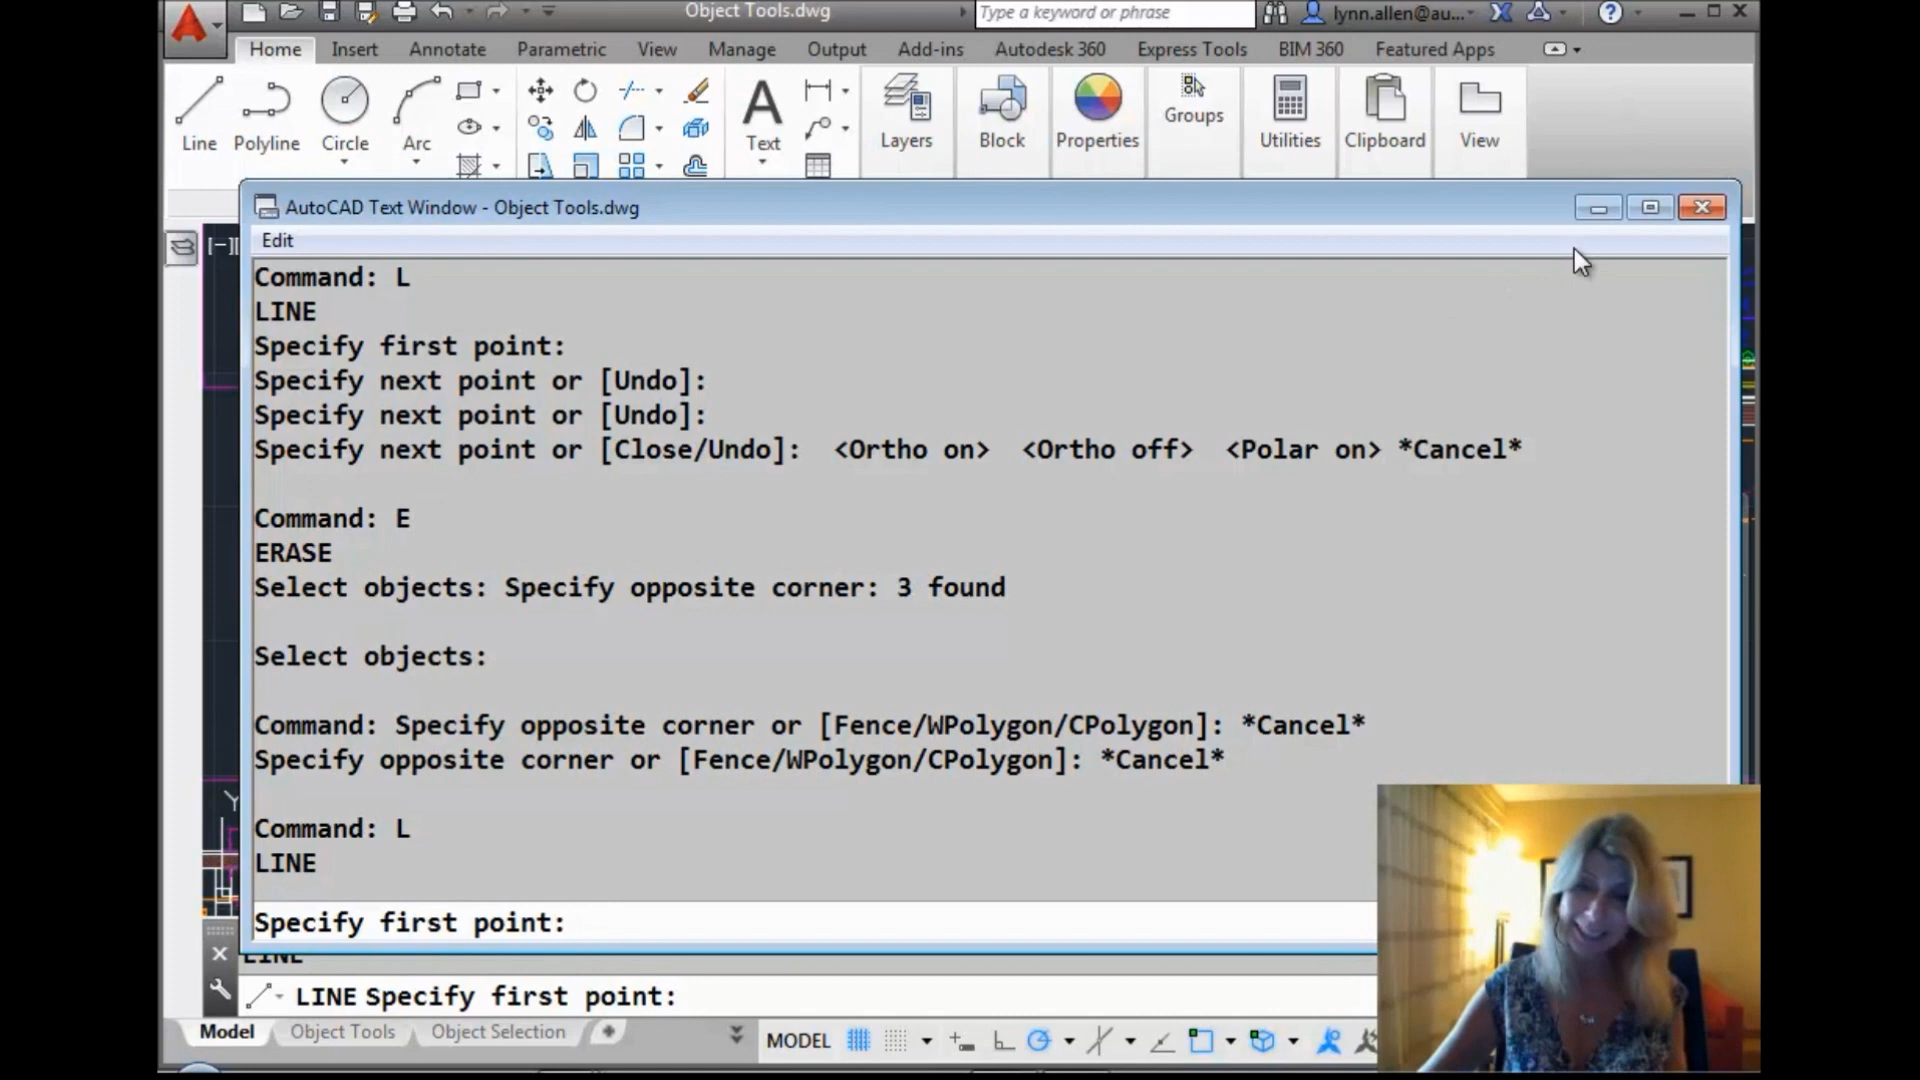 Object Tools.dwg
Type a keyword or phrase
lynn.allen@au...
Home Insert Annotate Parametric View Manage Output Add-ins Autodesk 360 Express Tools BIM 360 Featured Apps
Line Polyline Circle Arc Text Layers Block Properties Groups Utilities Clipboard View
AutoCAD Text Window - Object Tools.dwg
Edit
Command: L
LINE
Specify first point:
Specify next point or [Undo]:
Specify next point or [Undo]:
Specify next point or [Close/Undo]: <Ortho on> <Ortho off> <Polar on> *Cancel*
Command: E
ERASE
Select objects: Specify opposite corner: 3 found
Select objects:
Command: Specify opposite corner or [Fence/WPolygon/CPolygon]: *Cancel*
Specify opposite corner or [Fence/WPolygon/CPolygon]: *Cancel*
Command: L
LINE
Specify first point:
LINE
LINE Specify first point:
Model Object Tools Object Selection
MODEL
[−]
Y